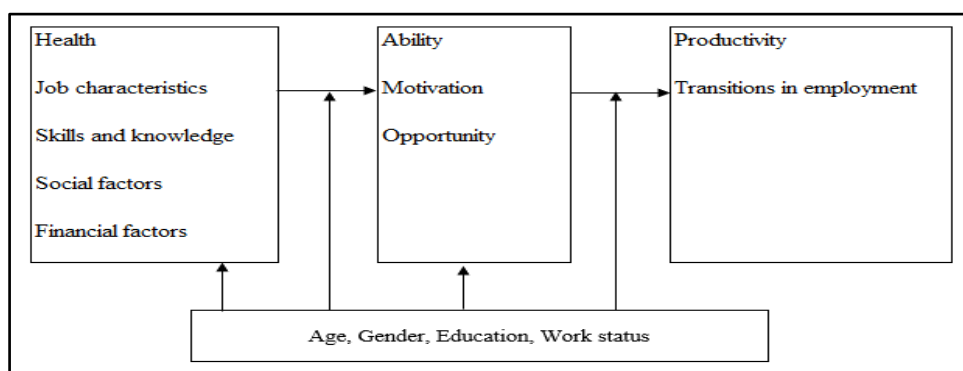 Health
Job characteristics
Skills and knowledge
Social factors
Financial factors
Ability
Motivation
Opportunity
Productivity
Transitions in employment
Age, Gender, Education, Work status